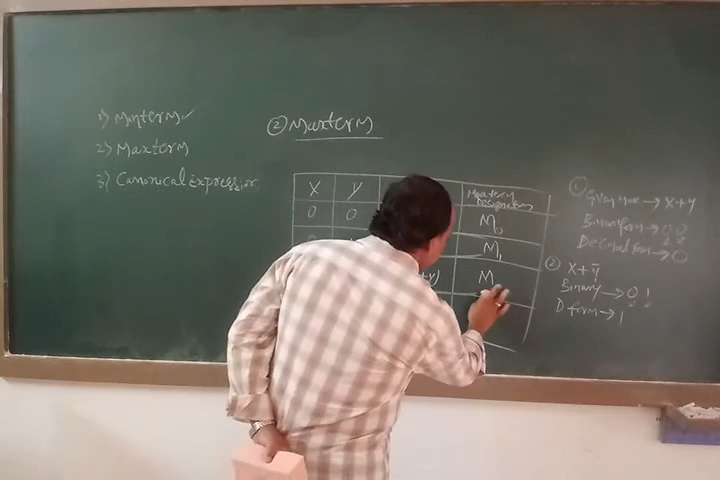 1) Minterm ✓
2) Maxterm
3) Canonical Expression
② Maxterm
X Y Maxterm Designation
0 0 M₀
M₁
+Y) M
① Given max → X+Y
Binary form → 0 0
Decimal form → 0
② X+Y̅
Binary → 0 1
D form → 1